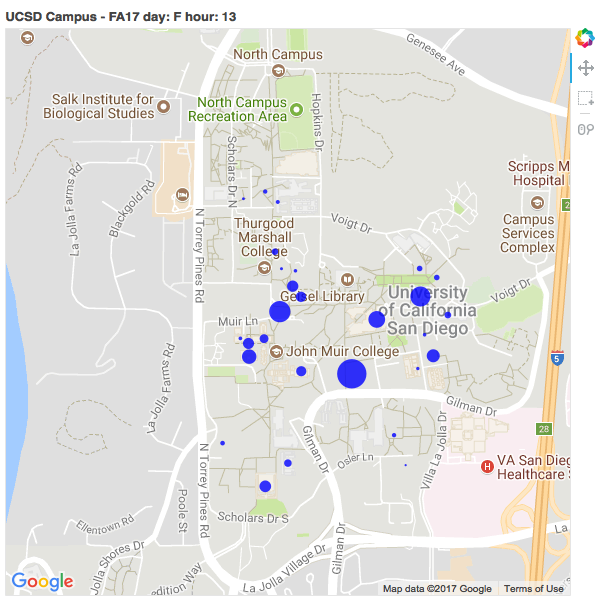 UCSD Campus - FA17 day: F hour: 13
Genesee Ave
North Campus
Salk Institute for
Biological Studies
North Campus
Recreation Area
Hopkins Dr
Scholars Dr N
Scripps M
Hospital
La Jolla Farms Rd
Blackgold Rd
N Torrey Pines Rd
Voigt Dr
Thurgood
Marshall
College
Campus
Services
Complex
Geisel Library
University
of California
San Diego
Voigt Dr
Muir Ln
John Muir College
La Jolla Farms Rd
5
Gilman Dr
28
N Torrey Pines Rd
Gilman Dr
Osler Ln
Villa La Jolla Dr
H
VA San Dieg
Healthcare
Poole St
Ellentown Rd
Scholars Dr S
La Jolla Shores Dr
Gilman Dr
La
La Jolla Village Dr
edition Way
Google
Map data ©2017 Google
Terms of Use